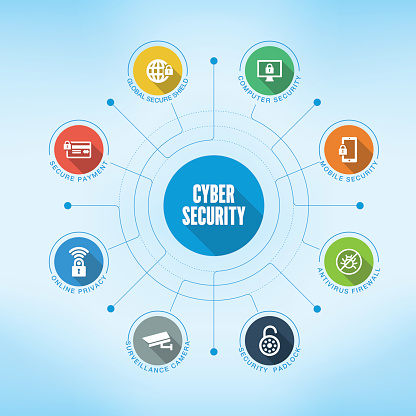 CYBER
SECURITY
GLOBAL SECURE SHIELD
COMPUTER SECURITY
SECURE PAYMENT
MOBILE SECURITY
ONLINE PRIVACY
ANTIVIRUS FIREWALL
SURVEILLANCE CAMERA
SECURITY PADLOCK